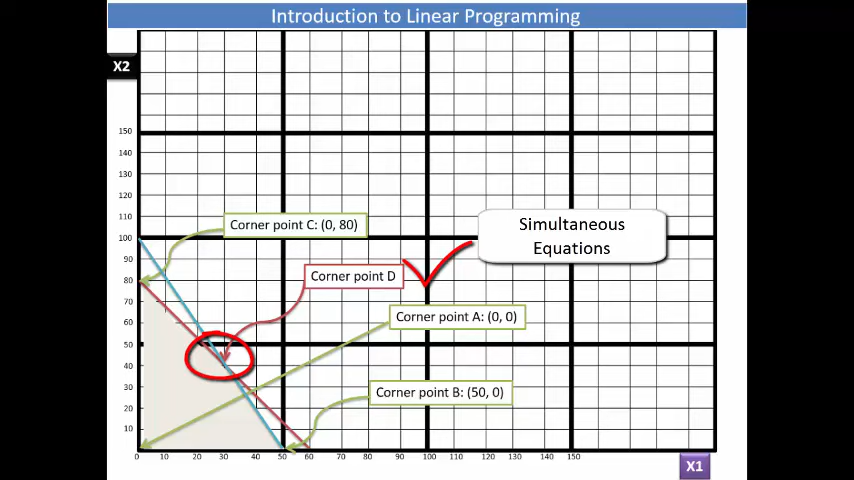 Introduction to Linear Programming
X2
150
140
130
120
110
100
90
80
70
60
50
40
30
20
10
Corner point C: (0, 80)
Simultaneous
Equations
Corner point D
Corner point A: (0, 0)
Corner point B: (50, 0)
0 10 20 30 40 50 60 70 80 90 100 110 120 130 140 150
X1